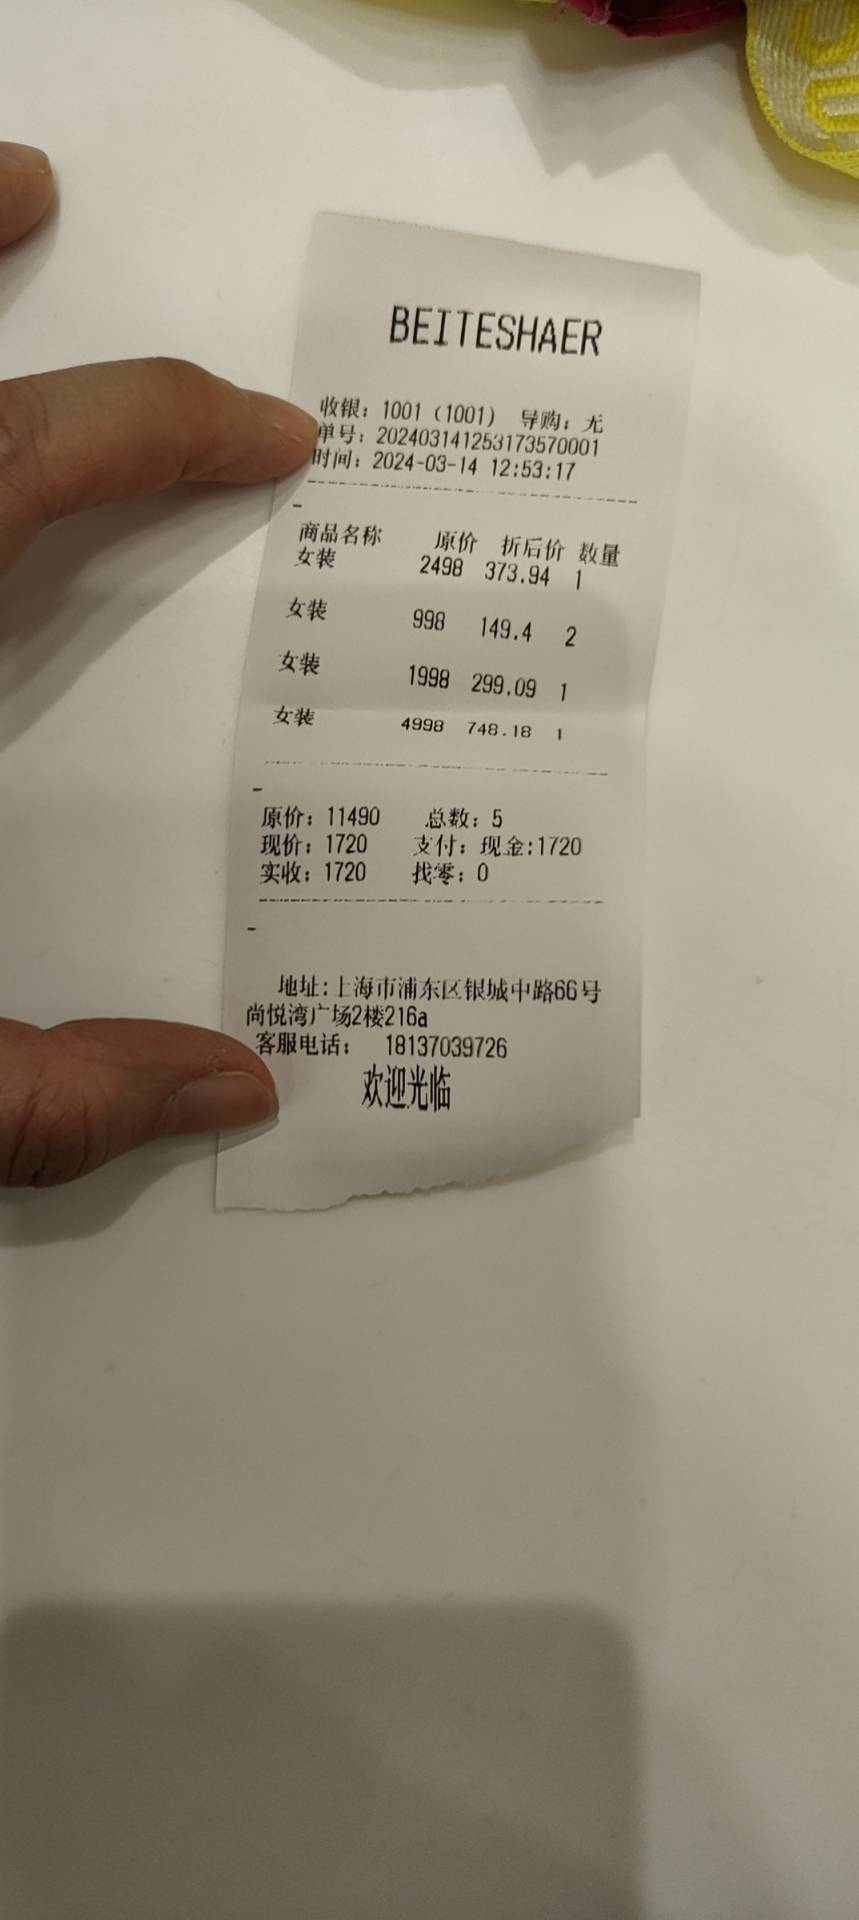 BEITESHAER
收银：1001（1001） 导购：无
单号：202403141253173570001
时间：2024-03-14 12:53:17
商品名称 原价 折后价 数量
女装 2498 373.94 1
女装 998 149.4 2
女装 1998 299.09 1
女装 4998 748.18 1
原价：11490 总数：5
现价：1720 支付：现金:1720
实收：1720 找零：0
地址:上海市浦东区银城中路66号
尚悦湾广场2楼216a
客服电话： 18137039726
欢迎光临